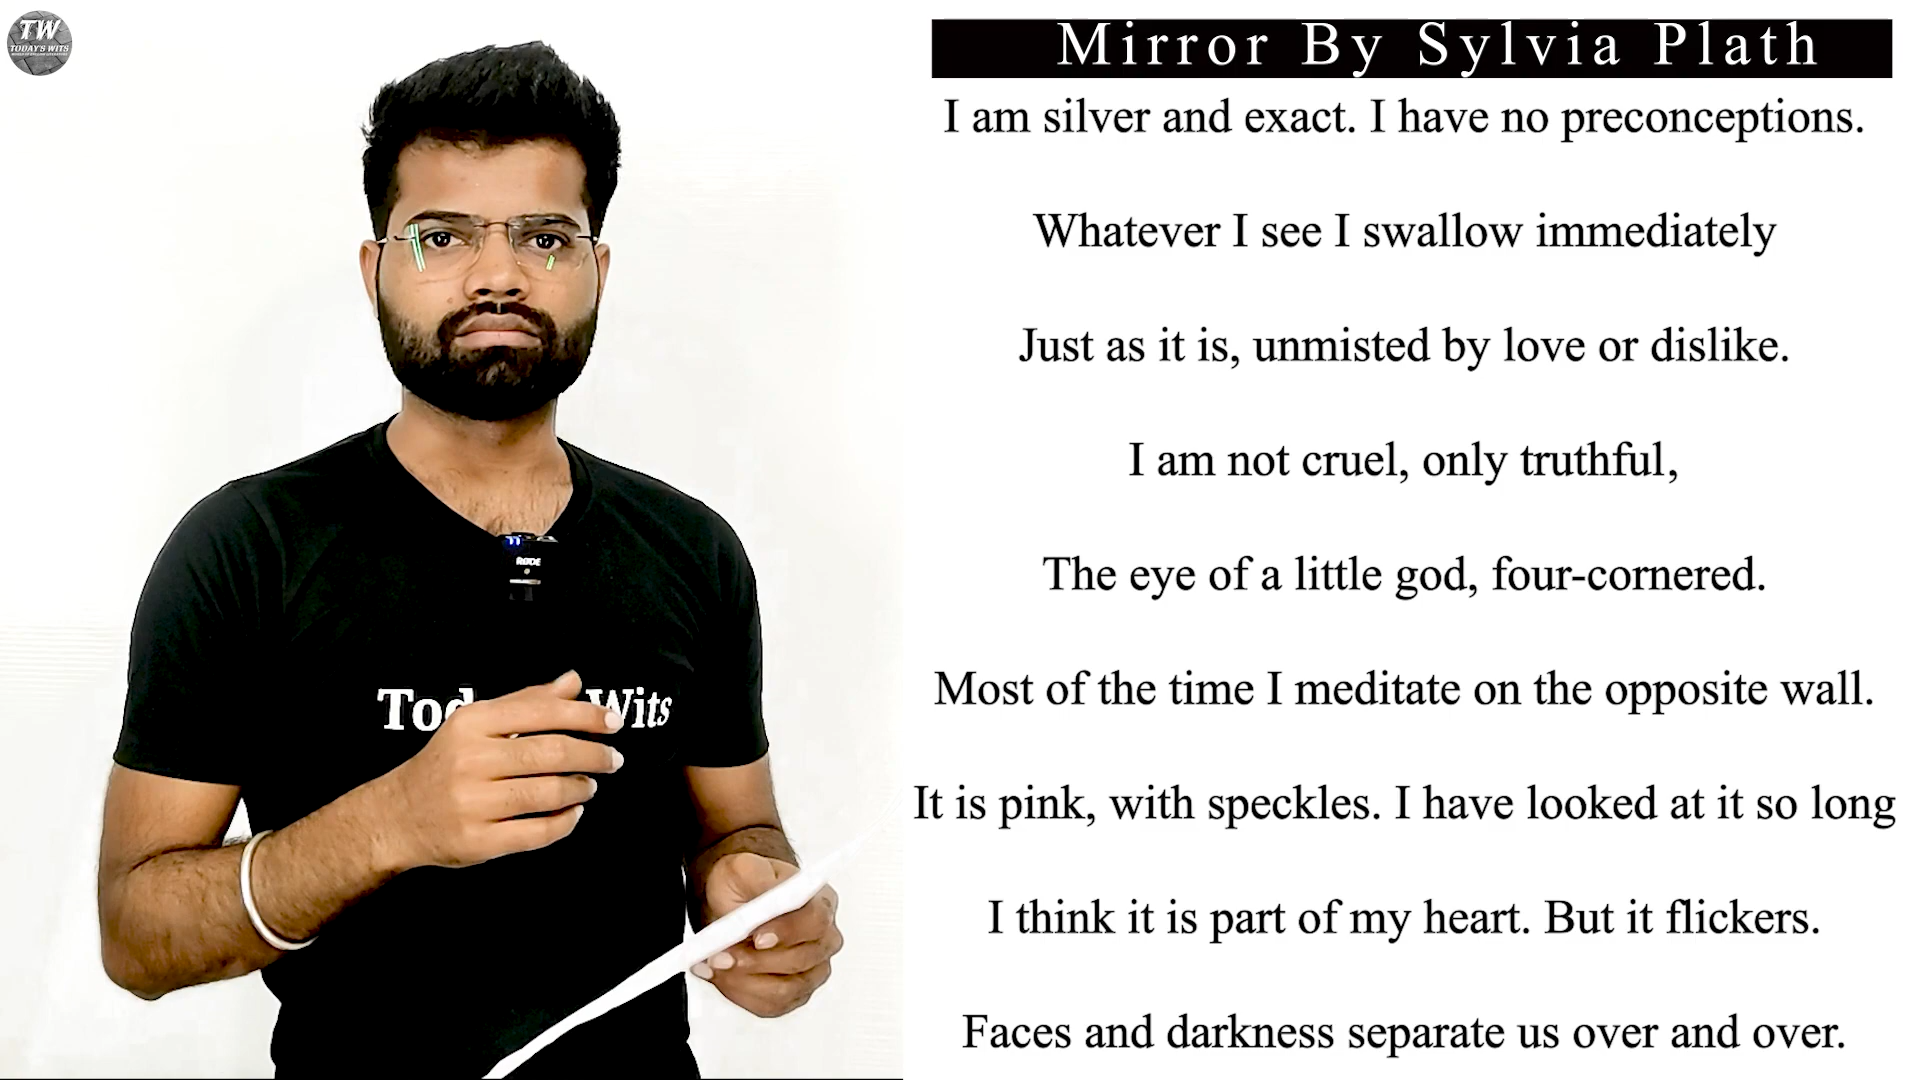 TW
TODAY'S WITS
Mirror By Sylvia Plath
I am silver and exact. I have no preconceptions.
Whatever I see I swallow immediately
Just as it is, unmisted by love or dislike.
I am not cruel, only truthful,
The eye of a little god, four-cornered.
Most of the time I meditate on the opposite wall.
It is pink, with speckles. I have looked at it so long
I think it is part of my heart. But it flickers.
Faces and darkness separate us over and over.
RØDE
Tod Wits